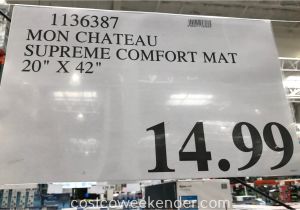 1136387
MON CHATEAU
SUPREME COMFORT MAT
20" X 42"
14.99
costcoweekender.com